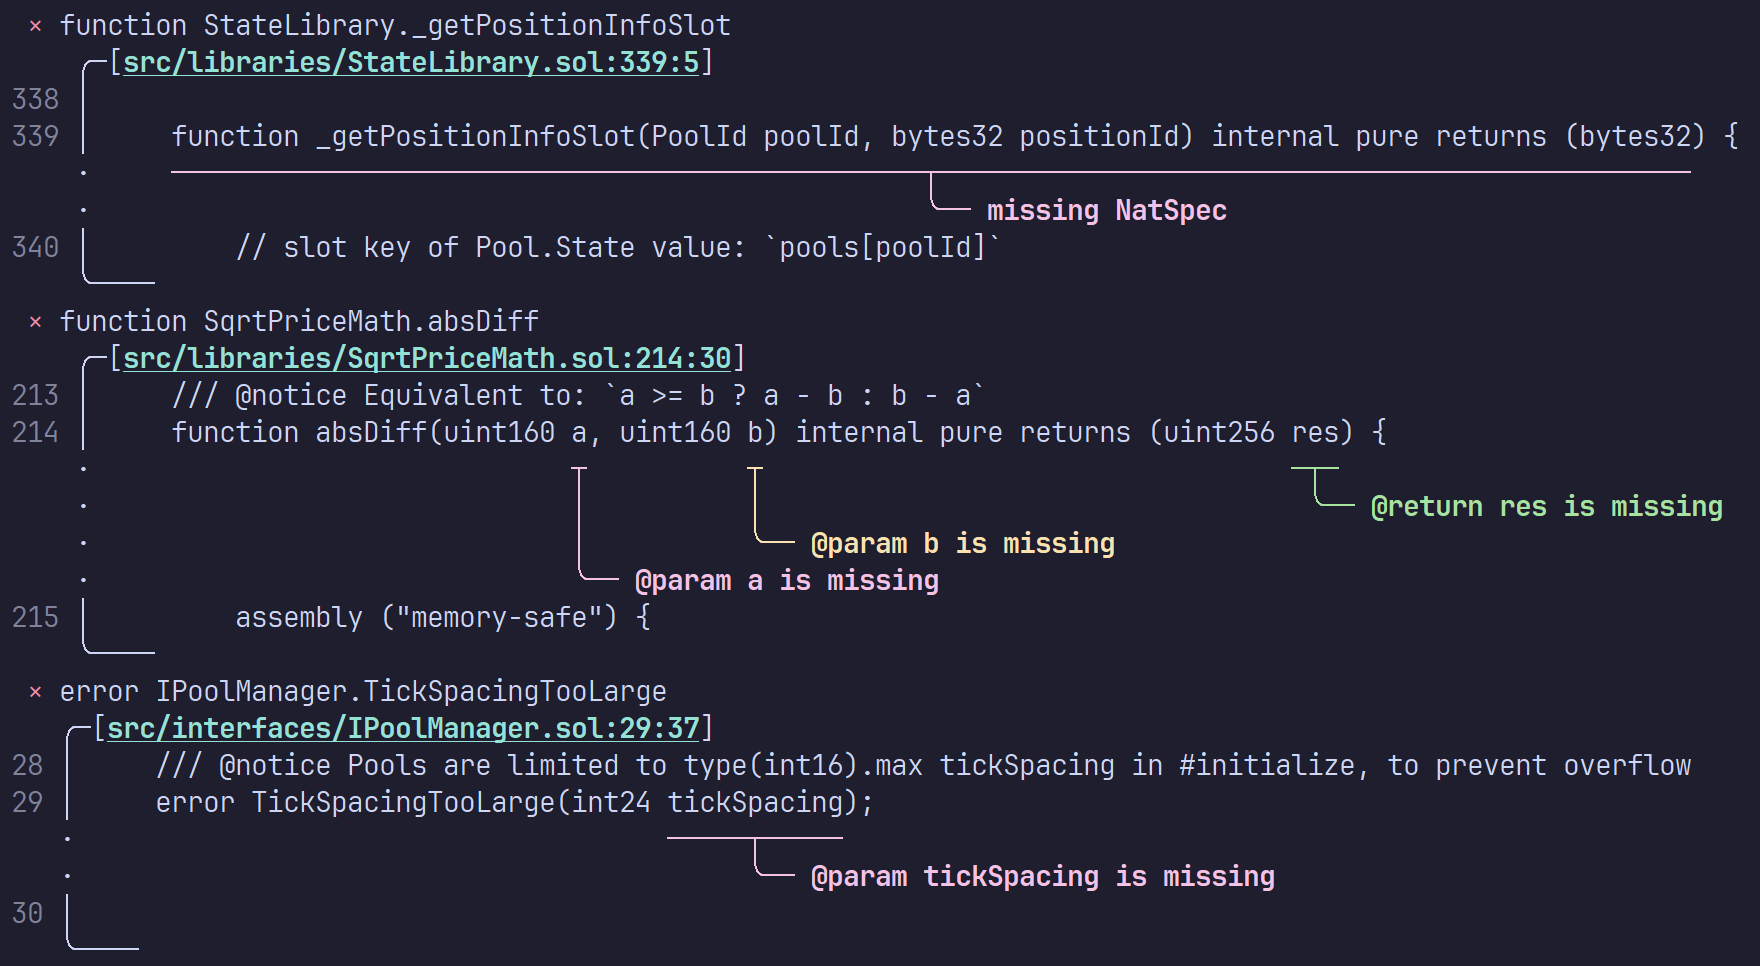 × function StateLibrary._getPositionInfoSlot
[src/libraries/StateLibrary.sol:339:5]
338
339 function _getPositionInfoSlot(PoolId poolId, bytes32 positionId) internal pure returns (bytes32) {
missing NatSpec
340 // slot key of Pool.State value: `pools[poolId]`
× function SqrtPriceMath.absDiff
[src/libraries/SqrtPriceMath.sol:214:30]
213 /// @notice Equivalent to: `a >= b ? a - b : b - a`
214 function absDiff(uint160 a, uint160 b) internal pure returns (uint256 res) {
@return res is missing
@param b is missing
@param a is missing
215 assembly ("memory-safe") {
× error IPoolManager.TickSpacingTooLarge
[src/interfaces/IPoolManager.sol:29:37]
28 /// @notice Pools are limited to type(int16).max tickSpacing in #initialize, to prevent overflow
29 error TickSpacingTooLarge(int24 tickSpacing);
@param tickSpacing is missing
30